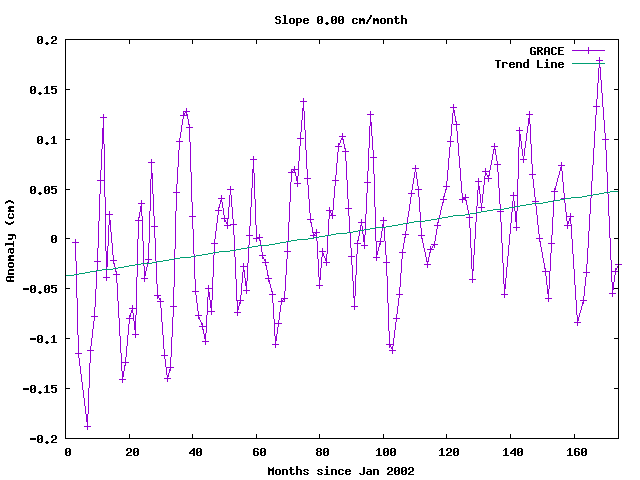 Slope 0.00 cm/month
GRACE
Trend Line
0.2
0.15
0.1
0.05
0
-0.05
-0.1
-0.15
-0.2
Anomaly (cm)
0 20 40 60 80 100 120 140 160
Months since Jan 2002